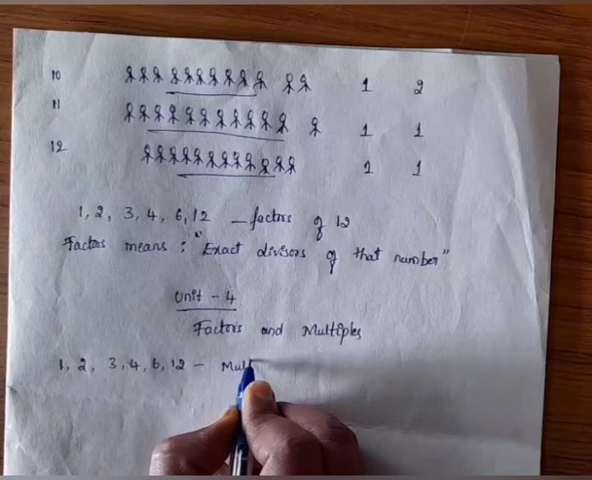 10 1 2
11 1 1
12 1 1
1, 2, 3, 4, 6, 12 - factors of 12
Factors means : "Exact divisors of that number"
Unit - 4
Factors and Multiples
1, 2, 3, 4, 6, 12 - Mult